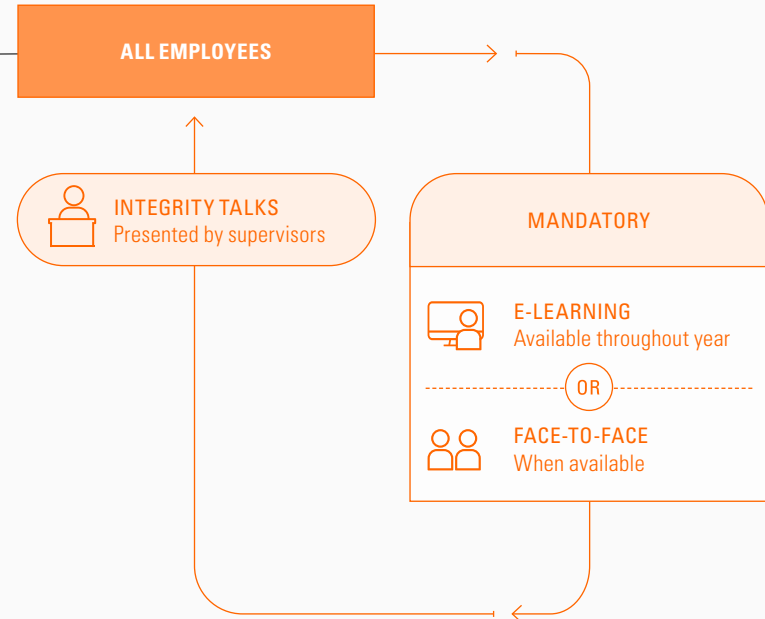 ALL EMPLOYEES
INTEGRITY TALKS
Presented by supervisors
MANDATORY
E-LEARNING
Available throughout year
OR
FACE-TO-FACE
When available